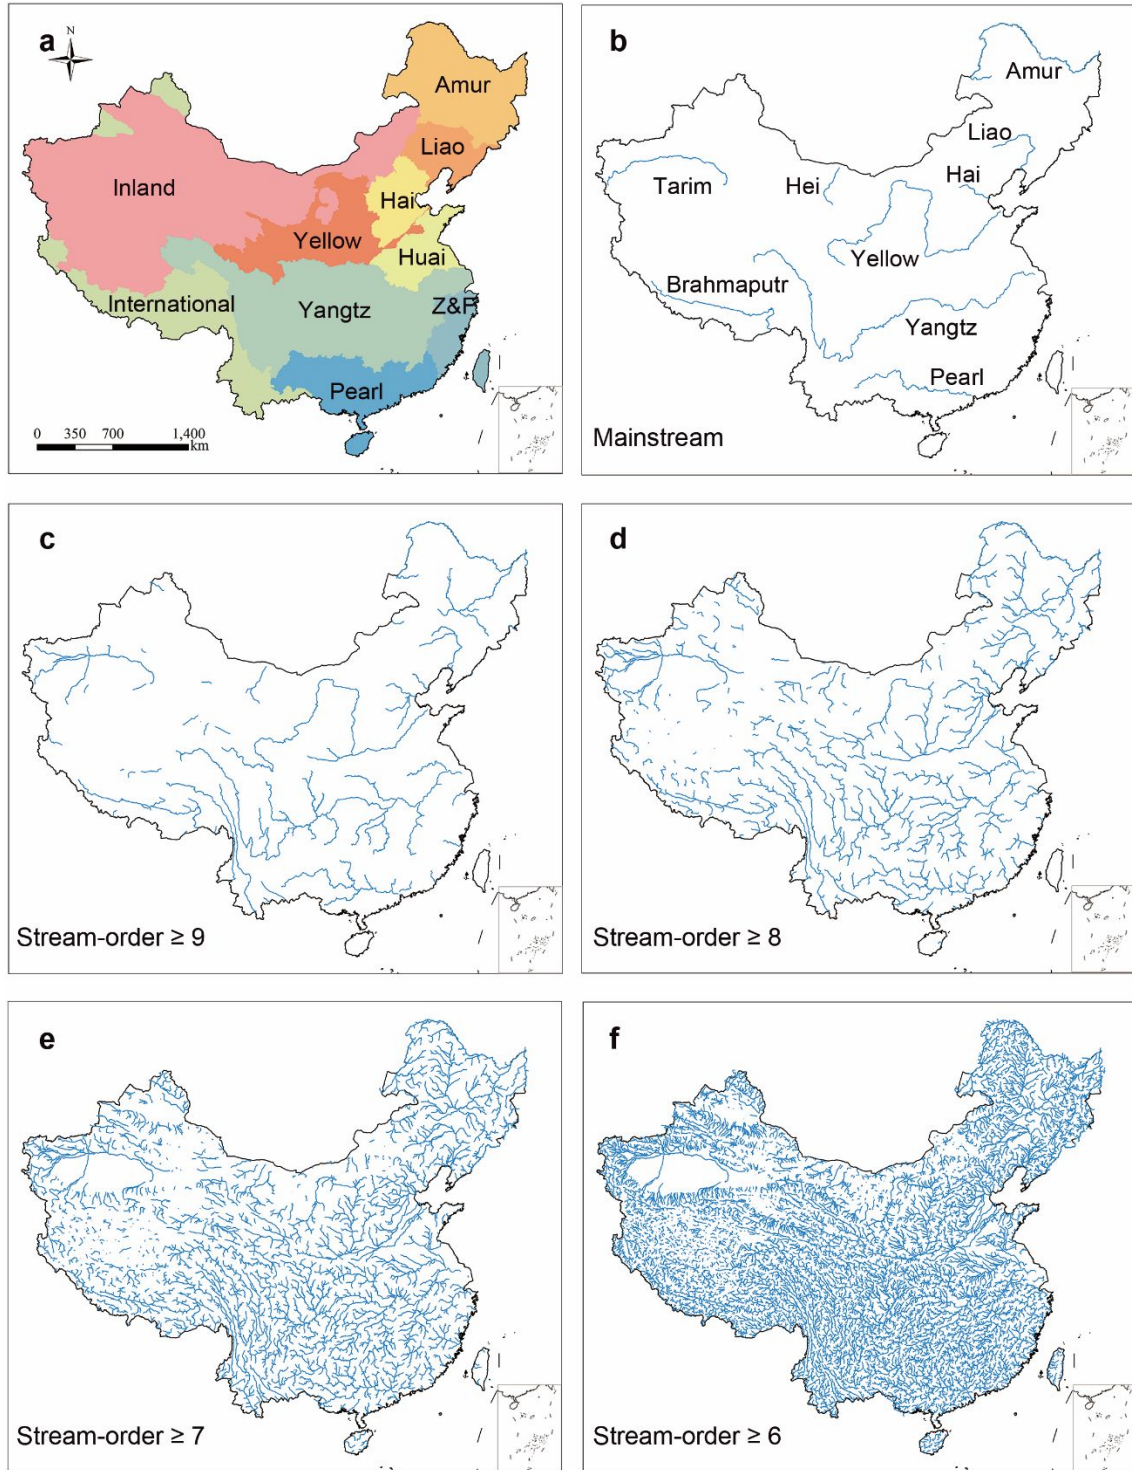 a
N
Amur
Liao
Inland
Hai
Yellow
Huai
International
Yangtz
Z&F
Pearl
0 350 700 1,400
km
b
Amur
Liao
Hai
Tarim
Hei
Yellow
Brahmaputr
Yangtz
Pearl
Mainstream
c
Stream-order ≥ 9
d
Stream-order ≥ 8
e
Stream-order ≥ 7
f
Stream-order ≥ 6